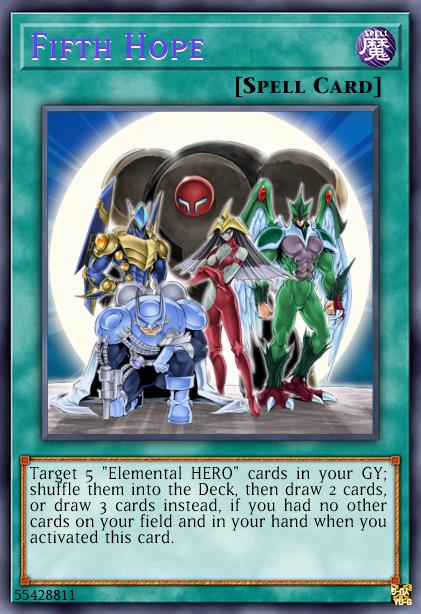 Fifth Hope
SPELL
魔
[Spell Card]
Target 5 "Elemental HERO" cards in your GY;
shuffle them into the Deck, then draw 2 cards,
or draw 3 cards instead, if you had no other
cards on your field and in your hand when you
activated this card.
55428811